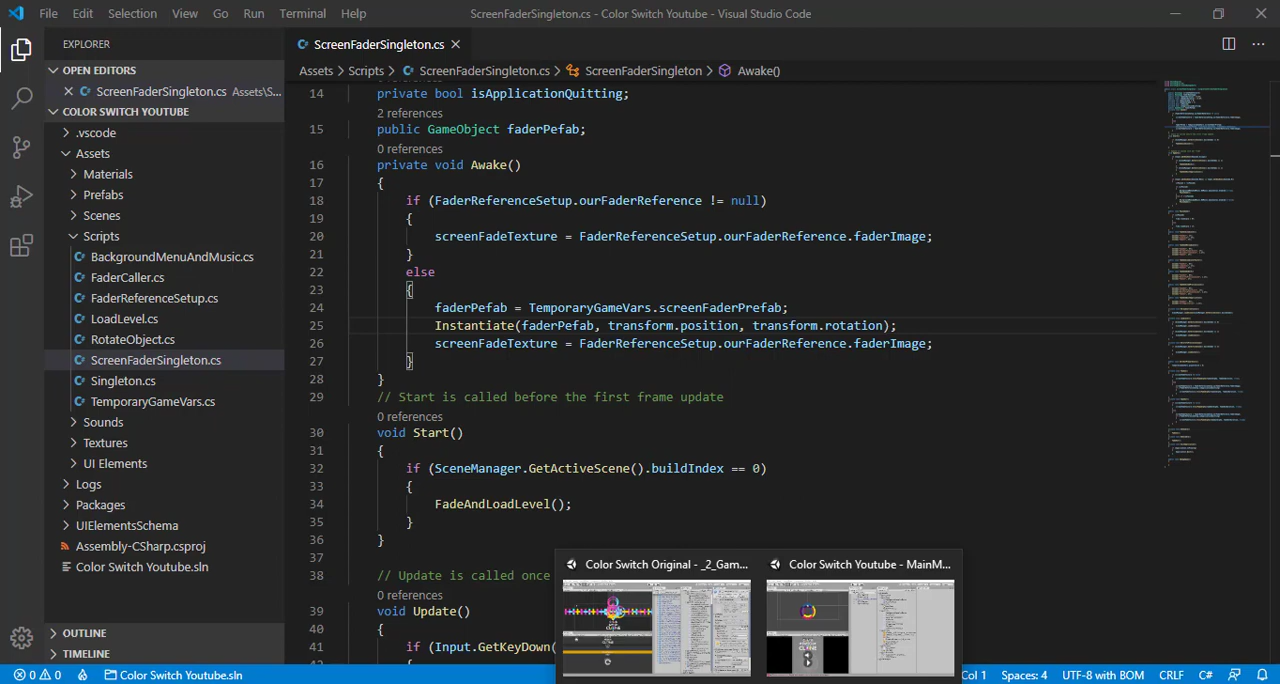 File Edit Selection View Go Run Terminal Help
ScreenFaderSingleton.cs - Color Switch Youtube - Visual Studio Code
EXPLORER
OPEN EDITORS
ScreenFaderSingleton.cs Assets\S...
COLOR SWITCH YOUTUBE
.vscode
Assets
Materials
Prefabs
Scenes
Scripts
BackgroundMenuAndMusic.cs
FaderCaller.cs
FaderReferenceSetup.cs
LoadLevel.cs
RotateObject.cs
ScreenFaderSingleton.cs
Singleton.cs
TemporaryGameVars.cs
Sounds
Textures
UI Elements
Logs
Packages
UIElementsSchema
Assembly-CSharp.csproj
Color Switch Youtube.sln
OUTLINE
TIMELINE
ScreenFaderSingleton.cs
Assets > Scripts > ScreenFaderSingleton.cs > ScreenFaderSingleton > Awake()
14 private bool isApplicationQuitting;
2 references
15 public GameObject faderPefab;
0 references
16 private void Awake()
17 {
18 if (FaderReferenceSetup.ourFaderReference != null)
19 {
20 screenFadeTexture = FaderReferenceSetup.ourFaderReference.faderImage;
21 }
22 else
23 {
24 faderPefab = TemporaryGameVars.screenFaderPrefab;
25 Instantiate(faderPefab, transform.position, transform.rotation);
26 screenFadeTexture = FaderReferenceSetup.ourFaderReference.faderImage;
27 }
28 }
29 // Start is called before the first frame update
0 references
30 void Start()
31 {
32 if (SceneManager.GetActiveScene().buildIndex == 0)
33 {
34 FadeAndLoadLevel();
35 }
36 }
37
38 // Update is called once
0 references
39 void Update()
40 {
41 if (Input.GetKeyDown(
Color Switch Original - _2_Gam...
Color Switch Youtube - MainM...
0 0 Color Switch Youtube.sln
Col 1 Spaces: 4 UTF-8 with BOM CRLF C#